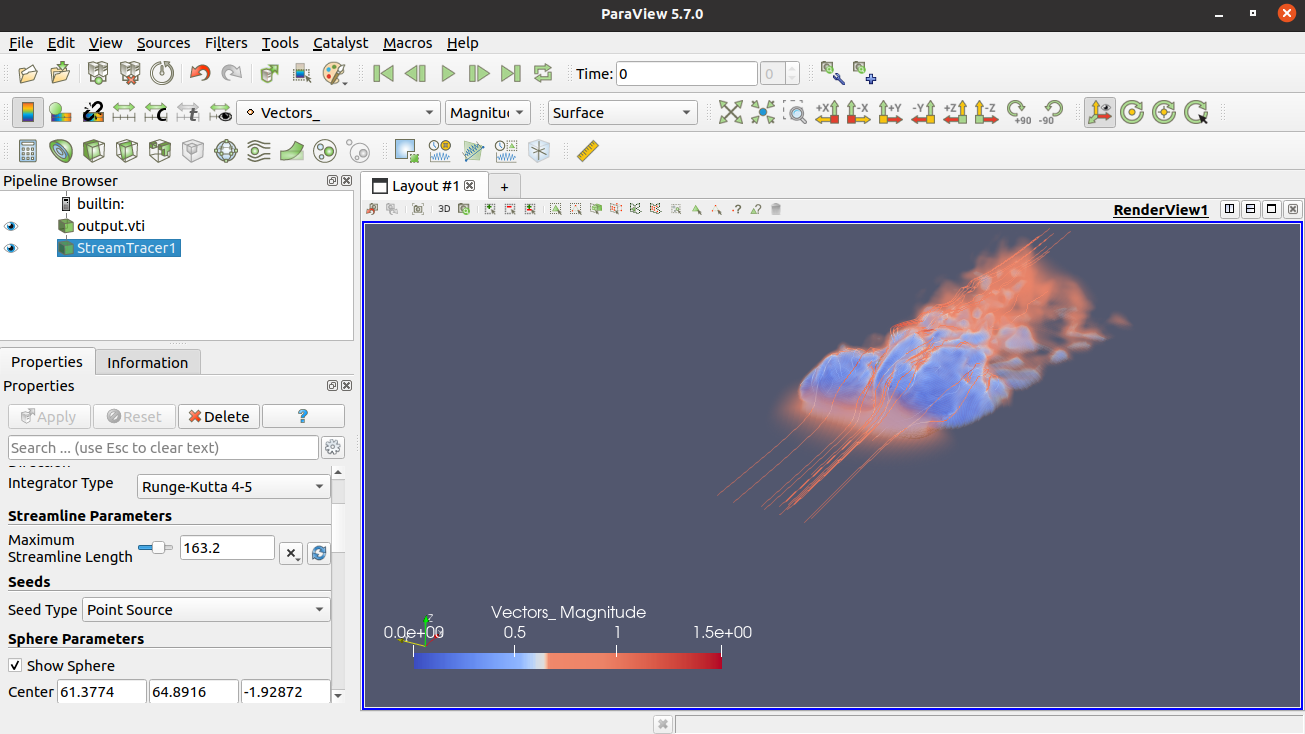 ParaView 5.7.0
File Edit View Sources Filters Tools Catalyst Macros Help
Time: 0 0
Vectors_ Magnitu Surface +X -X +Y -Y +Z -Z +90 -90
Pipeline Browser
builtin:
output.vti
StreamTracer1
Properties Information
Properties
Apply Reset Delete ?
Search ... (use Esc to clear text)
Direction
Integrator Type Runge-Kutta 4-5
Streamline Parameters
Maximum
Streamline Length 163.2
Seeds
Seed Type Point Source
Sphere Parameters
Show Sphere
Center 61.3774 64.8916 -1.92872
Layout #1 +
3D RenderView1
Vectors_ Magnitude
0.0e+00 0.5 1 1.5e+00
Z